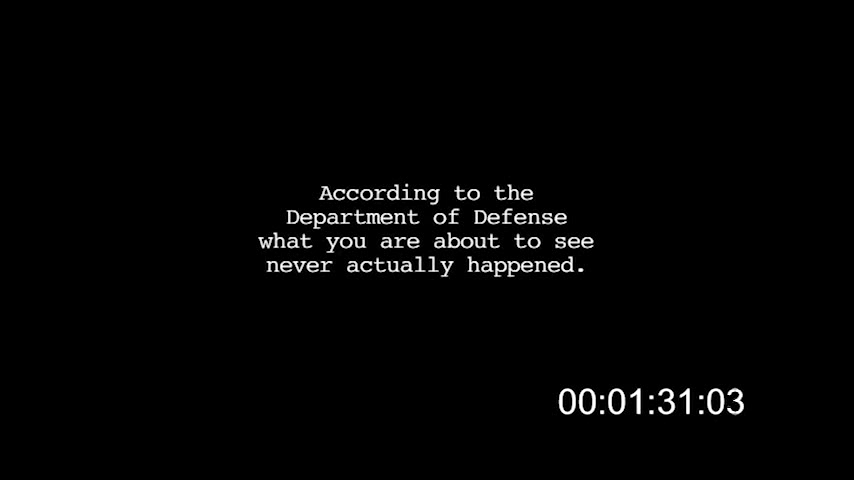 According to the
Department of Defense
what you are about to see
never actually happened.
00:01:31:03